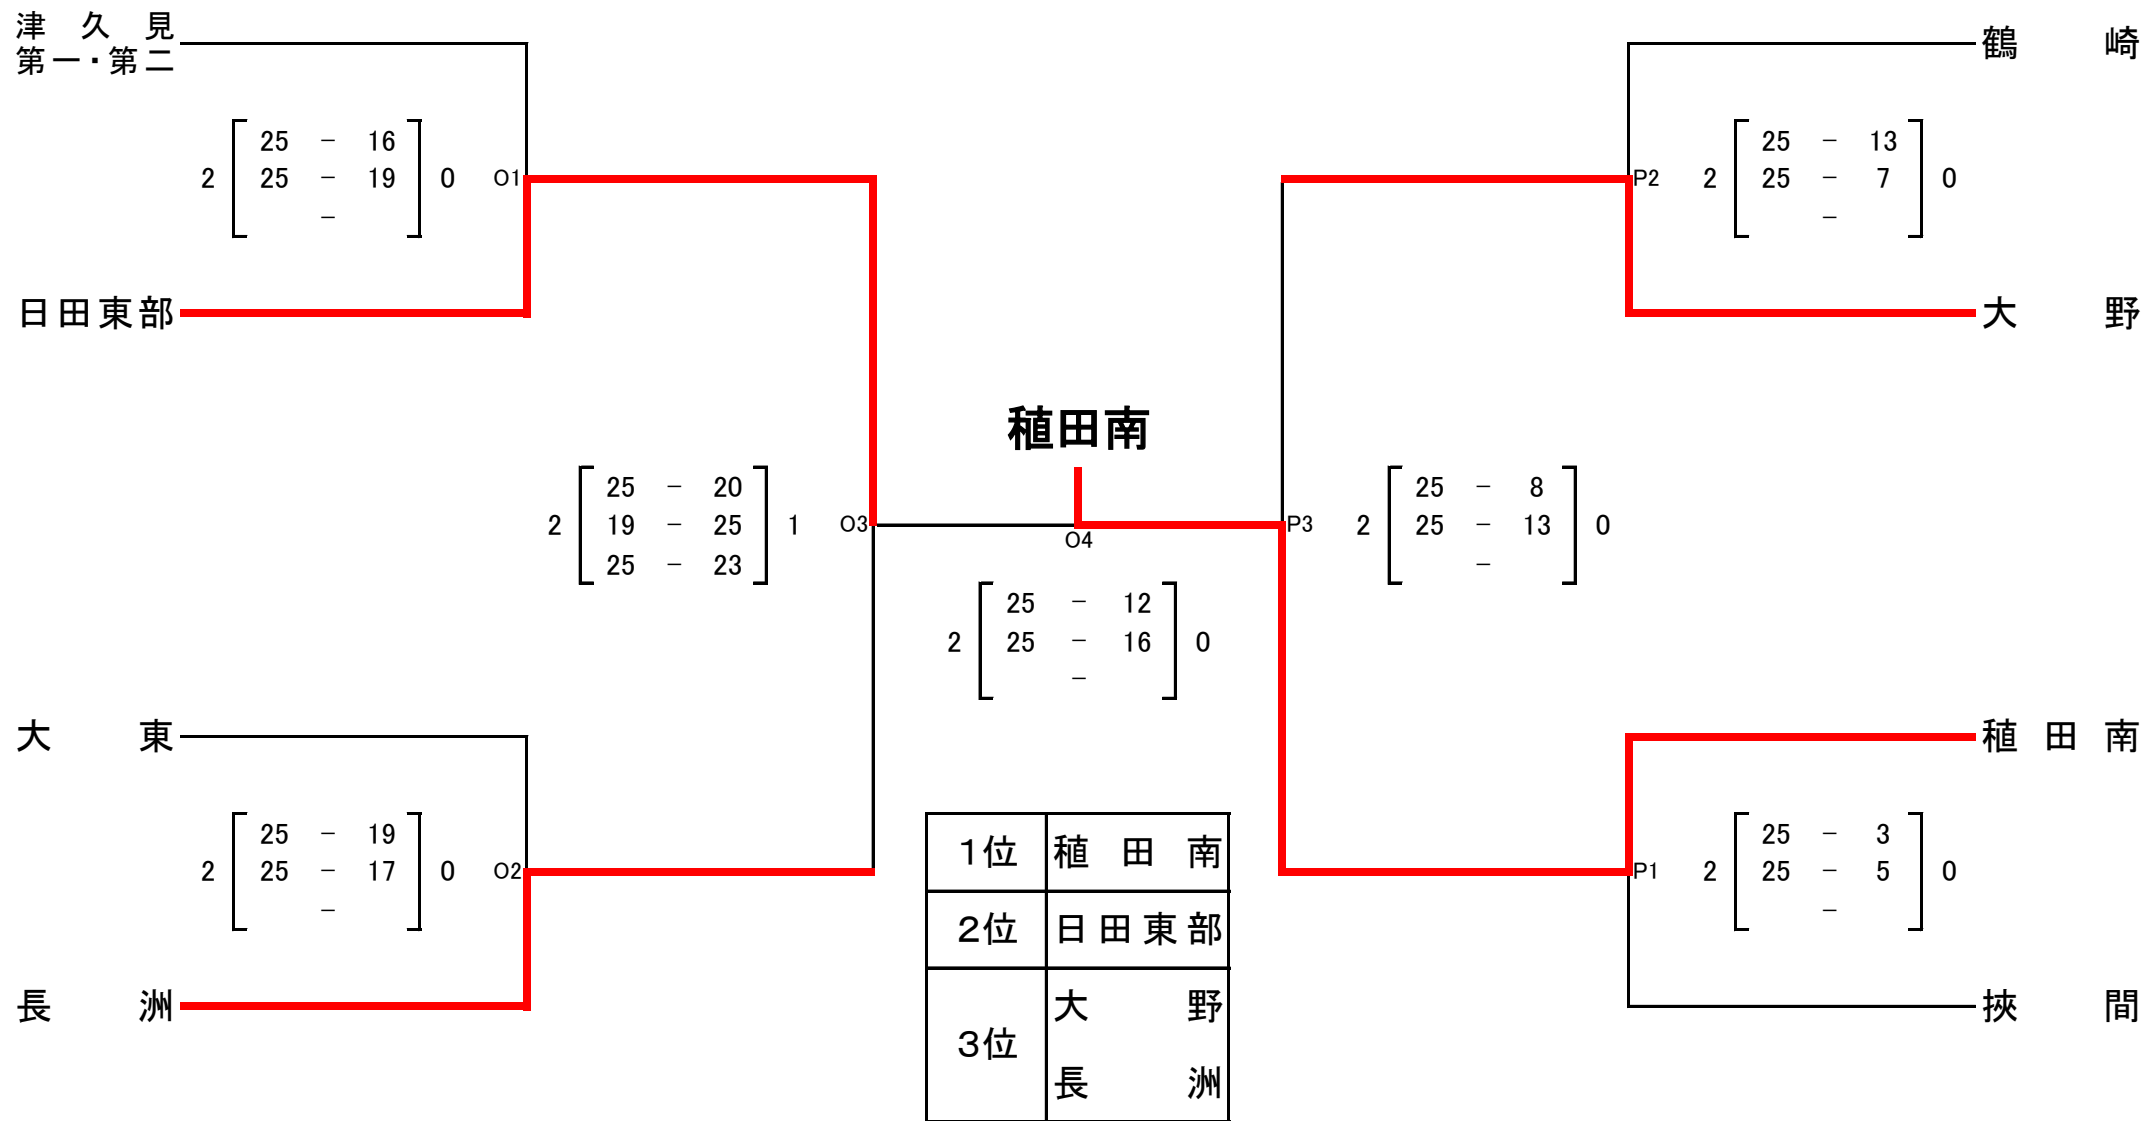 津久見
第一・第二
鶴崎
2 25 - 16 0
25 - 19
-
O1
P2
2 25 - 13 0
25 - 7
-
日田東部
大野
稙田南
2 25 - 20 1
19 - 25
25 - 23
O3
O4
P3
2 25 - 8 0
25 - 13
-
2 25 - 12 0
25 - 16
-
大東
稙田南
2 25 - 19 0
25 - 17
-
O2
P1
2 25 - 3 0
25 - 5
-
長洲
挾間
1位 稙田南
2位 日田東部
3位 大野
長洲